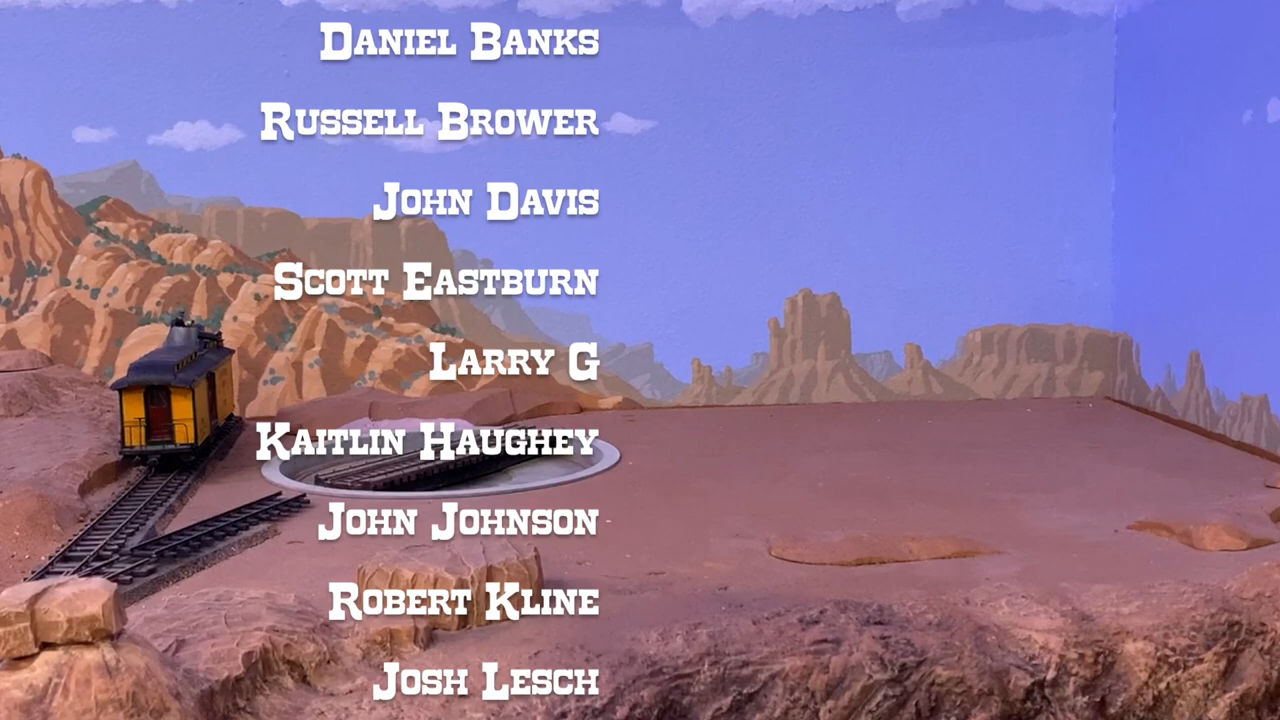 Daniel Banks
Russell Brower
John Davis
Scott Eastburn
Larry G
Kaitlin Haughey
John Johnson
Robert Kline
Josh Lesch